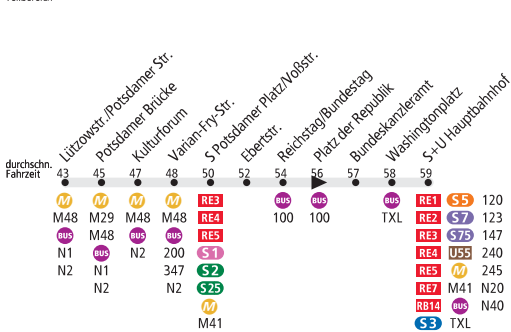 Lützowstr./Potsdamer Str.
Potsdamer Brücke
Kulturforum
Varian-Fry-Str.
S Potsdamer Platz/Voßstr.
Ebertstr.
Reichstag/Bundestag
Platz der Republik
Bundeskanzleramt
Washingtonplatz
S+U Hauptbahnhof
durchschn.
Fahrzeit
43 45 47 48 50 52 54 56 57 58 59
M M M M RE3 BUS BUS BUS RE1 S5 120
M48 M29 M48 M48 RE4 100 100 TXL RE2 S7 123
BUS M48 BUS BUS RE5 RE3 S75 147
N1 BUS N2 200 S1 RE4 U55 240
N2 N1 347 S2 RE5 M 245
N2 N2 S25 RE7 M41 N20
M RB14 BUS N40
M41 S3 TXL